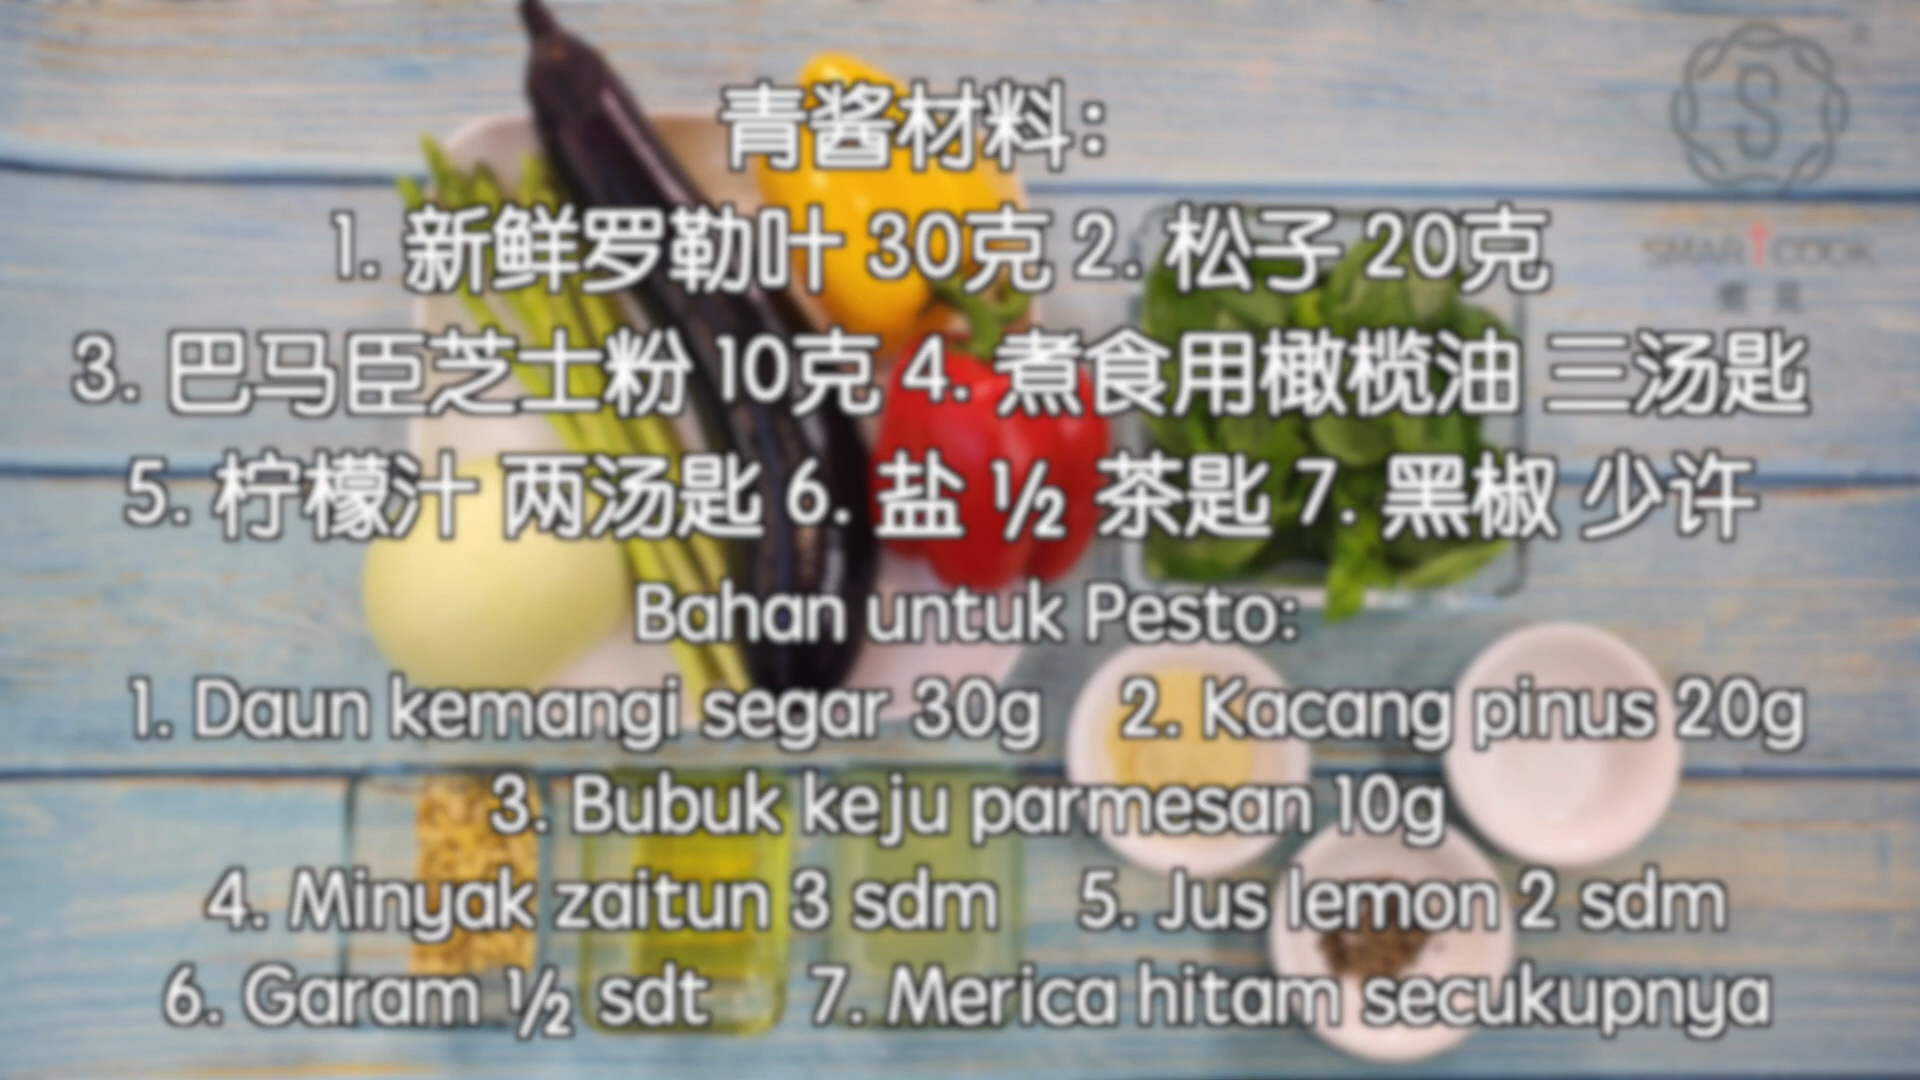 青酱材料：
1. 新鲜罗勒叶 30克 2. 松子 20克
3. 巴马臣芝士粉 10克 4. 煮食用橄榄油 三汤匙
5. 柠檬汁 两汤匙 6. 盐 ½ 茶匙 7. 黑椒 少许
Bahan untuk Pesto:
1. Daun kemangi segar 30g 2. Kacang pinus 20g
3. Bubuk keju parmesan 10g
4. Minyak zaitun 3 sdm 5. Jus lemon 2 sdm
6. Garam ½ sdt 7. Merica hitam secukupnya
S
SMARTCOOK